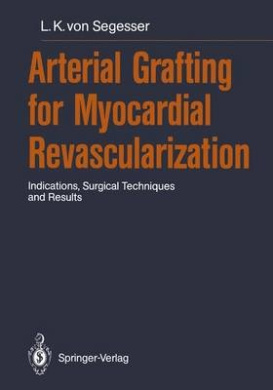 L. K. von Segesser
Arterial Grafting
for Myocardial
Revascularization
Indications, Surgical Techniques
and Results
Springer-Verlag